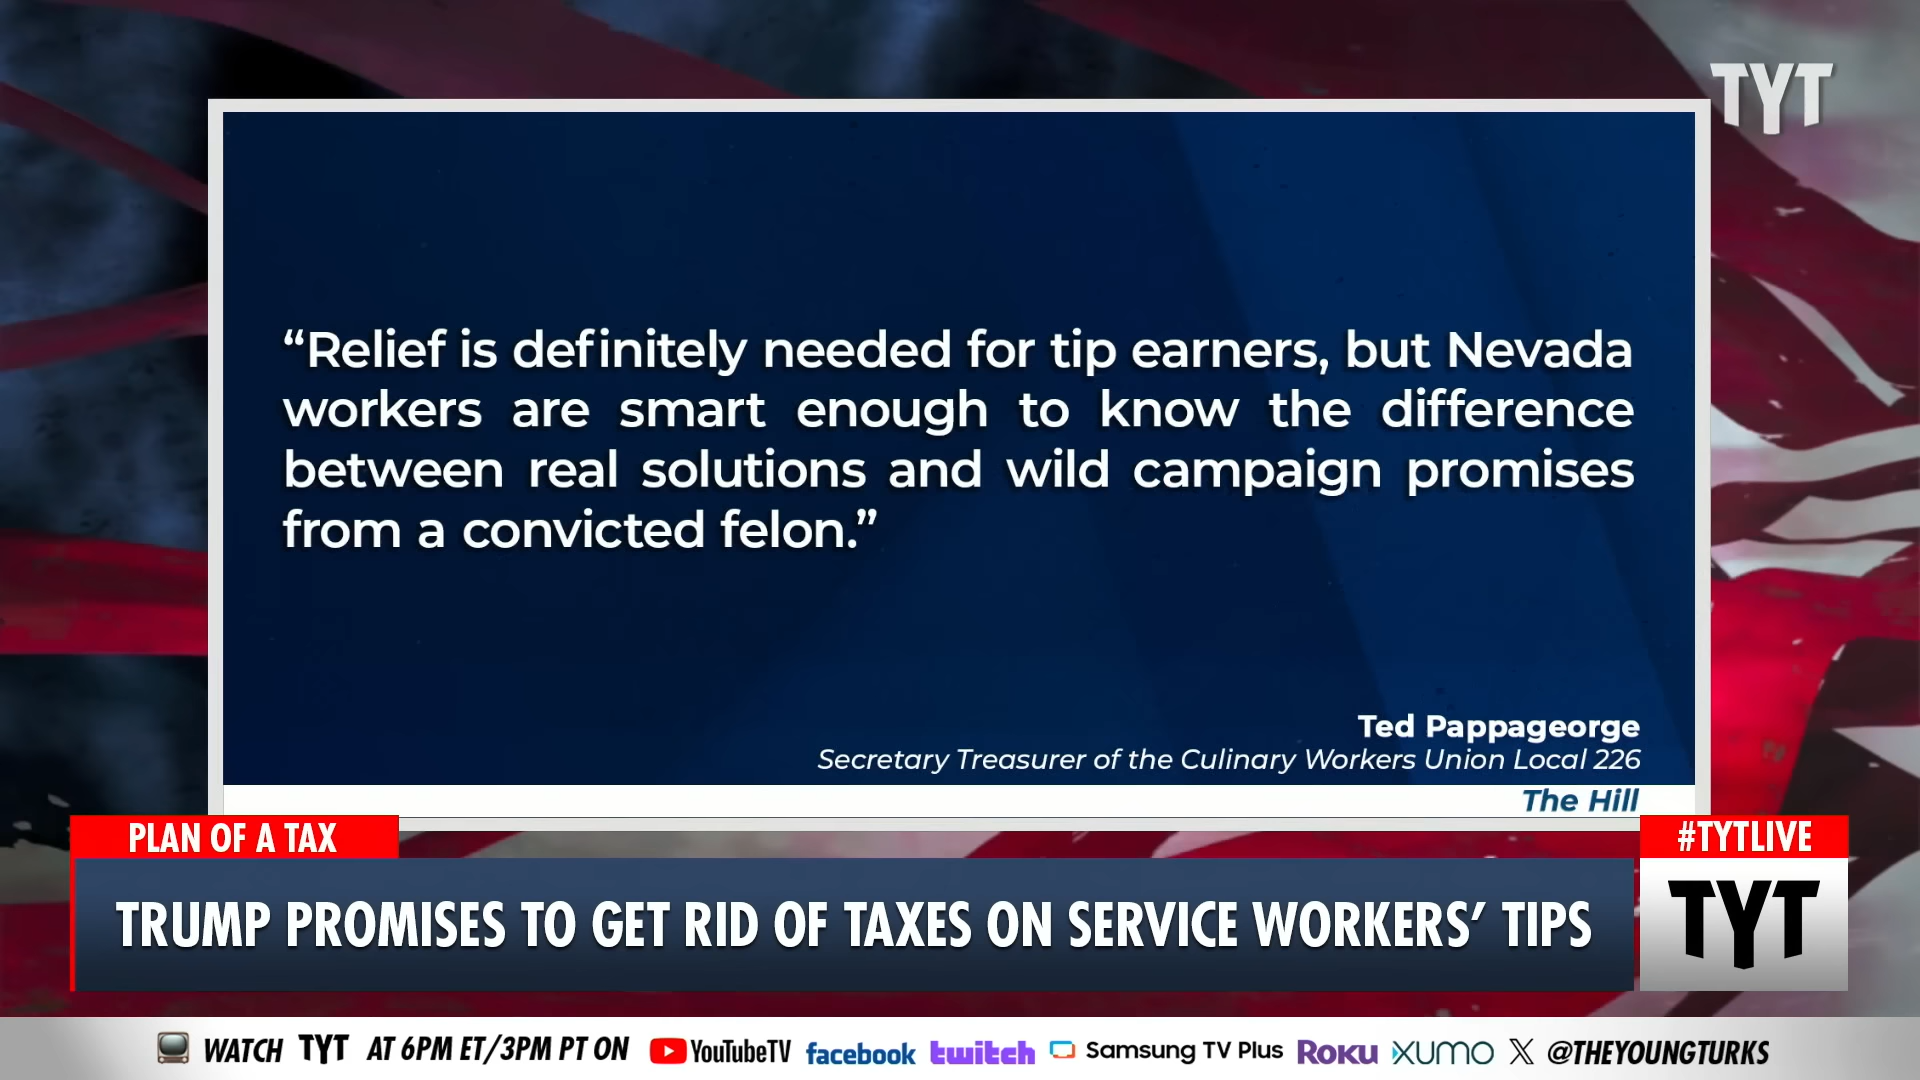 TYT
“Relief is definitely needed for tip earners, but Nevada
workers are smart enough to know the difference
between real solutions and wild campaign promises
from a convicted felon.”
Ted Pappageorge
Secretary Treasurer of the Culinary Workers Union Local 226
The Hill
PLAN OF A TAX
#TYTLIVE
TRUMP PROMISES TO GET RID OF TAXES ON SERVICE WORKERS’ TIPS
TYT
WATCH TYT AT 6PM ET/3PM PT ON YouTubeTV facebook twitch Samsung TV Plus ROKU XUMO X @THEYOUNGTURKS